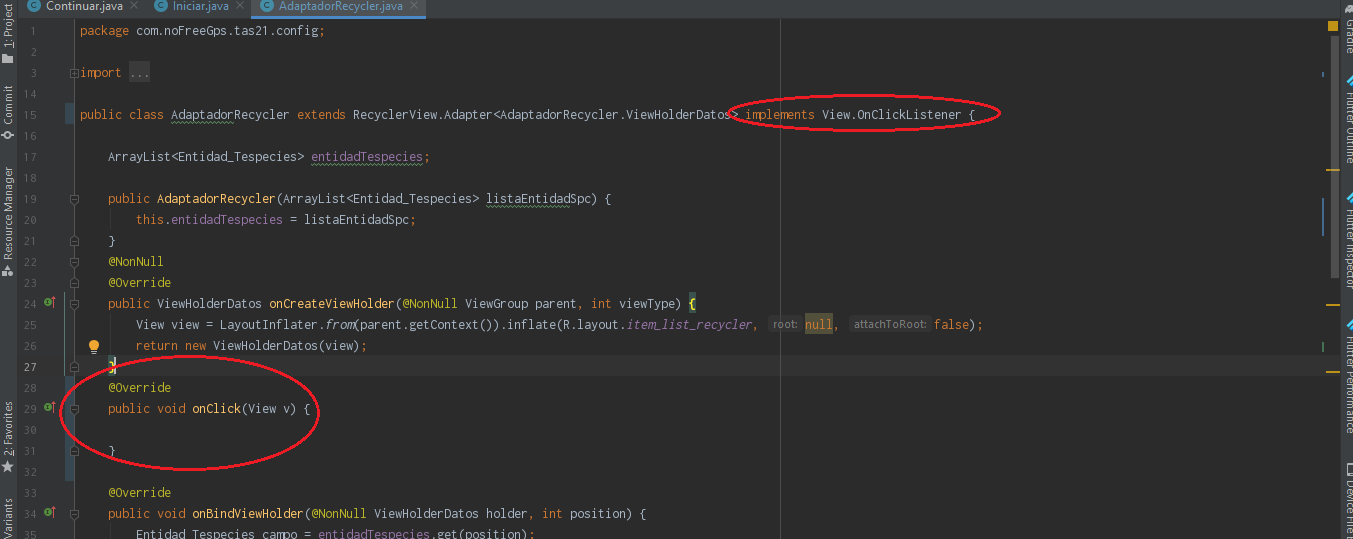 Continuar.java
Iniciar.java
AdaptadorRecycler.java
1: Project
Commit
Resource Manager
2: Favorites
Variants
1 package com.noFreeGps.tas21.config;
2
3 import ...
14
15 public class AdaptadorRecycler extends RecyclerView.Adapter<AdaptadorRecycler.ViewHolderDatos> implements View.OnClickListener {
16
17 ArrayList<Entidad_Tespecies> entidadTespecies;
18
19 public AdaptadorRecycler(ArrayList<Entidad_Tespecies> listaEntidadSpc) {
20 this.entidadTespecies = listaEntidadSpc;
21 }
22 @NonNull
23 @Override
24 public ViewHolderDatos onCreateViewHolder(@NonNull ViewGroup parent, int viewType) {
25 View view = LayoutInflater.from(parent.getContext()).inflate(R.layout.item_list_recycler, root: null, attachToRoot: false);
26 return new ViewHolderDatos(view);
27 }
28 @Override
29 public void onClick(View v) {
30
31 }
32
33 @Override
34 public void onBindViewHolder(@NonNull ViewHolderDatos holder, int position) {
35 Entidad_Tespecies campo = entidadTespecies.get(position);
Gradle
Flutter Outline
Flutter Inspector
Flutter Performance
Device File